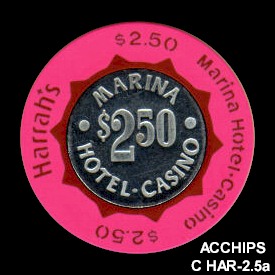 $2.50
Harrah's
Marina Hotel-Casino
$2.50
MARINA
$2.50
HOTEL-CASINO
ACCHIPS
C HAR-2.5a